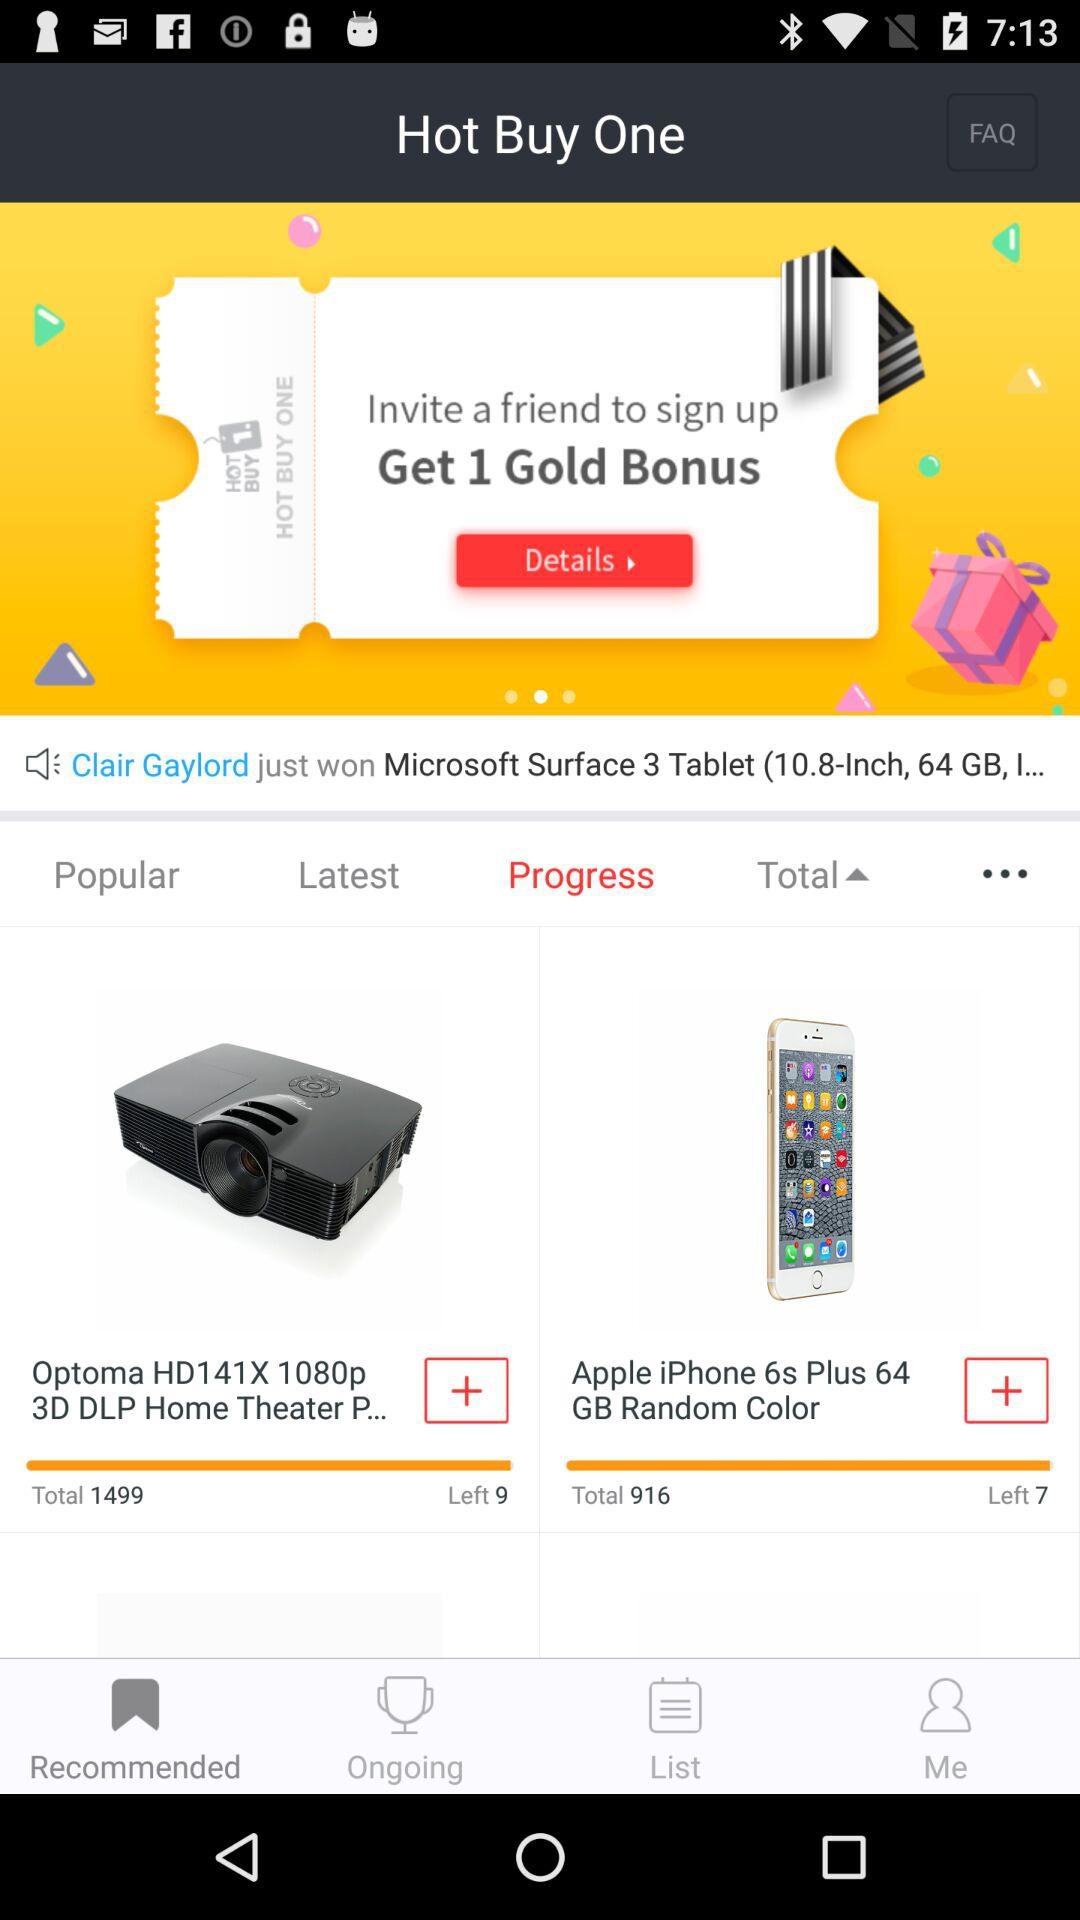 7:13
Hot Buy One
FAQ
HOT BUY 1
HOT BUY ONE
Invite a friend to sign up
Get 1 Gold Bonus
Details
Clair Gaylord just won Microsoft Surface 3 Tablet (10.8-Inch, 64 GB, I...
Popular Latest Progress Total
Optoma HD141X 1080p
3D DLP Home Theater P...
Total 1499 Left 9
Apple iPhone 6s Plus 64
GB Random Color
Total 916 Left 7
Recommended Ongoing List Me